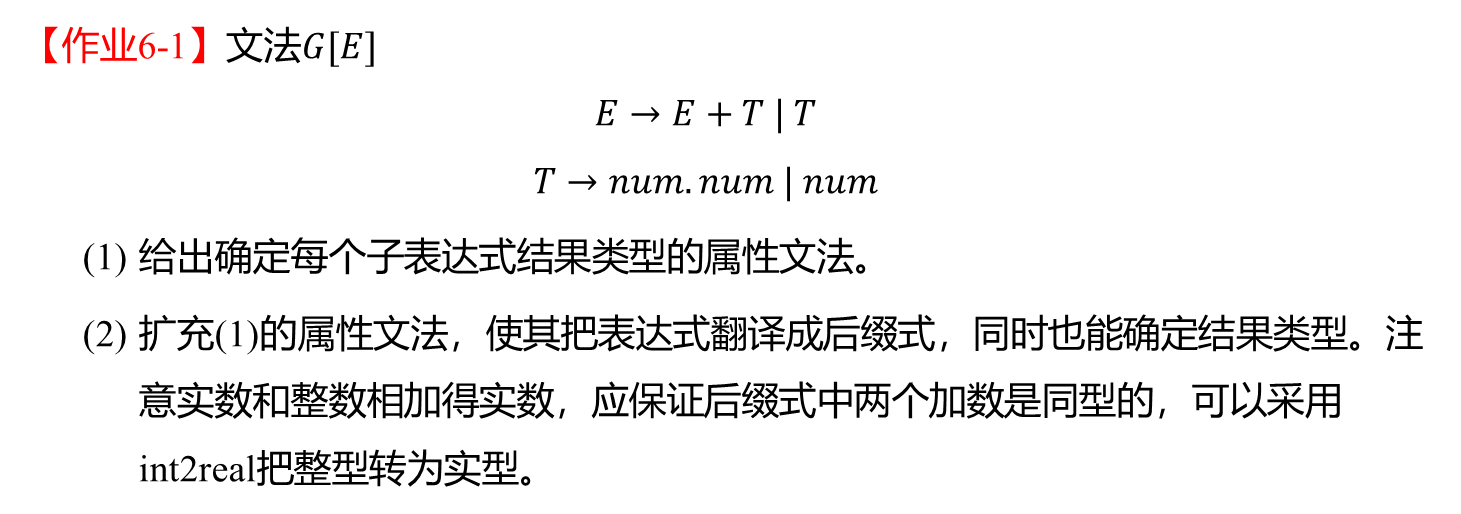 【作业6-1】文法𝐺[𝐸]
𝐸 → 𝐸 + 𝑇 | 𝑇
𝑇 → 𝑛𝑢𝑚. 𝑛𝑢𝑚 | 𝑛𝑢𝑚
(1) 给出确定每个子表达式结果类型的属性文法。
(2) 扩充(1)的属性文法，使其把表达式翻译成后缀式，同时也能确定结果类型。注
意实数和整数相加得实数，应保证后缀式中两个加数是同型的，可以采用
int2real把整型转为实型。